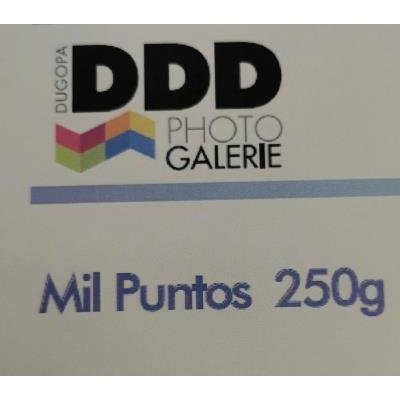 DUGOPA
DDD
PHOTO
GALERIE
Mil Puntos 250g